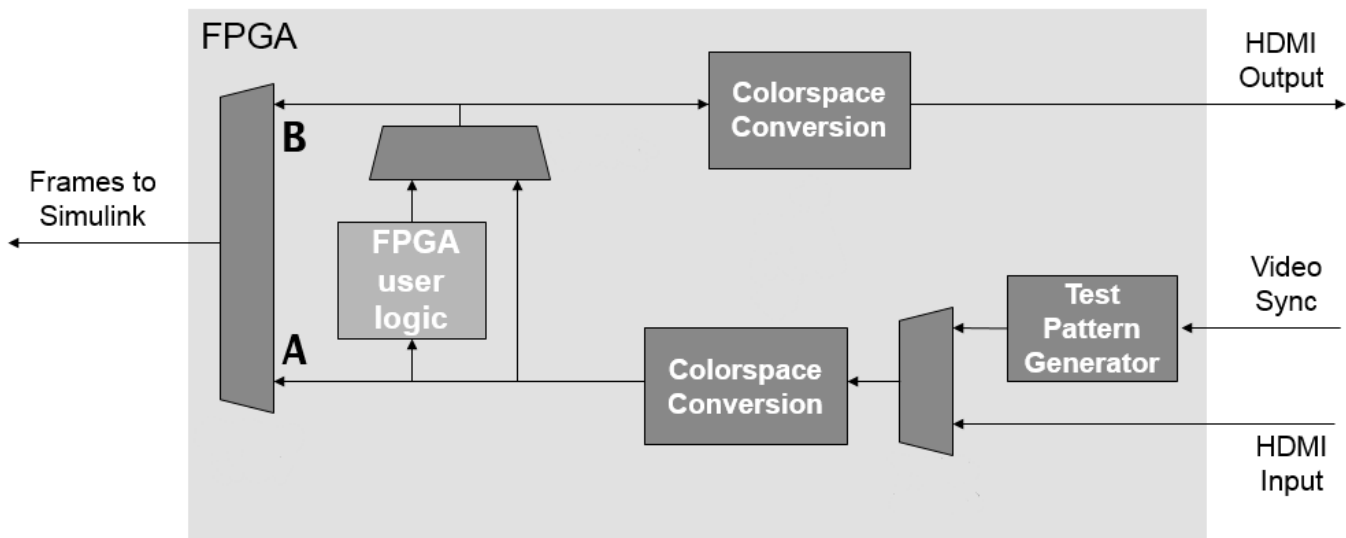 FPGA
HDMI
Output
Colorspace
Conversion
B
Frames to
Simulink
FPGA
user
logic
Video
Sync
Test
Pattern
Generator
A
Colorspace
Conversion
HDMI
Input